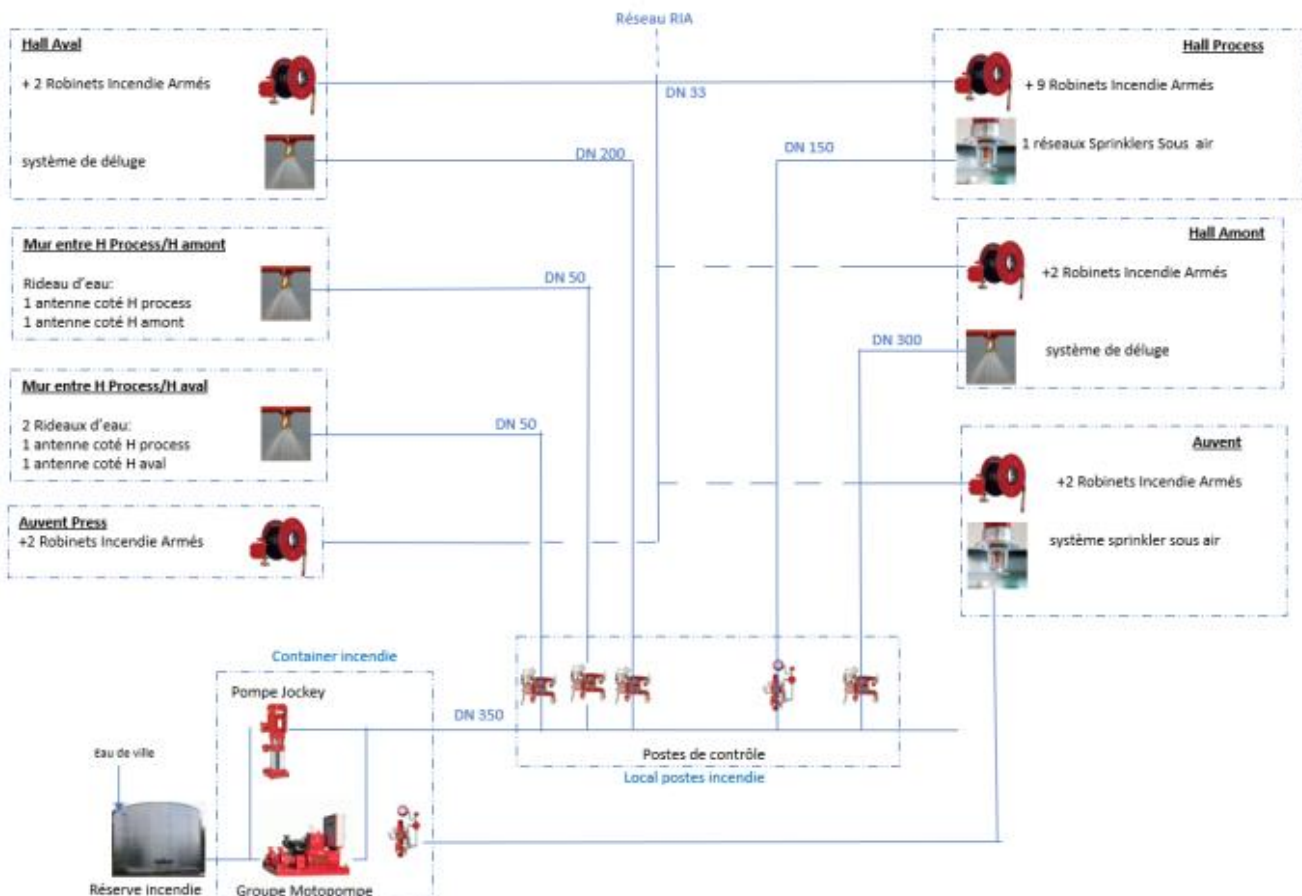 Réseau RIA
Hall Aval
+ 2 Robinets Incendie Armés
système de déluge
DN 33
DN 200
DN 150
Hall Process
+ 9 Robinets Incendie Armés
1 réseaux Sprinklers Sous air
Mur entre H Process/H amont
Rideau d'eau:
1 antenne coté H process
1 antenne coté H amont
DN 50
Hall Amont
+2 Robinets Incendie Armés
DN 300
système de déluge
Mur entre H Process/H aval
2 Rideaux d'eau:
1 antenne coté H process
1 antenne coté H aval
DN 50
Auvent
+2 Robinets Incendie Armés
système sprinkler sous air
Auvent Press
+2 Robinets Incendie Armés
Container incendie
Pompe Jockey
DN 350
Postes de contrôle
Local postes incendie
Eau de ville
Réserve incendie
Groupe Motopompe